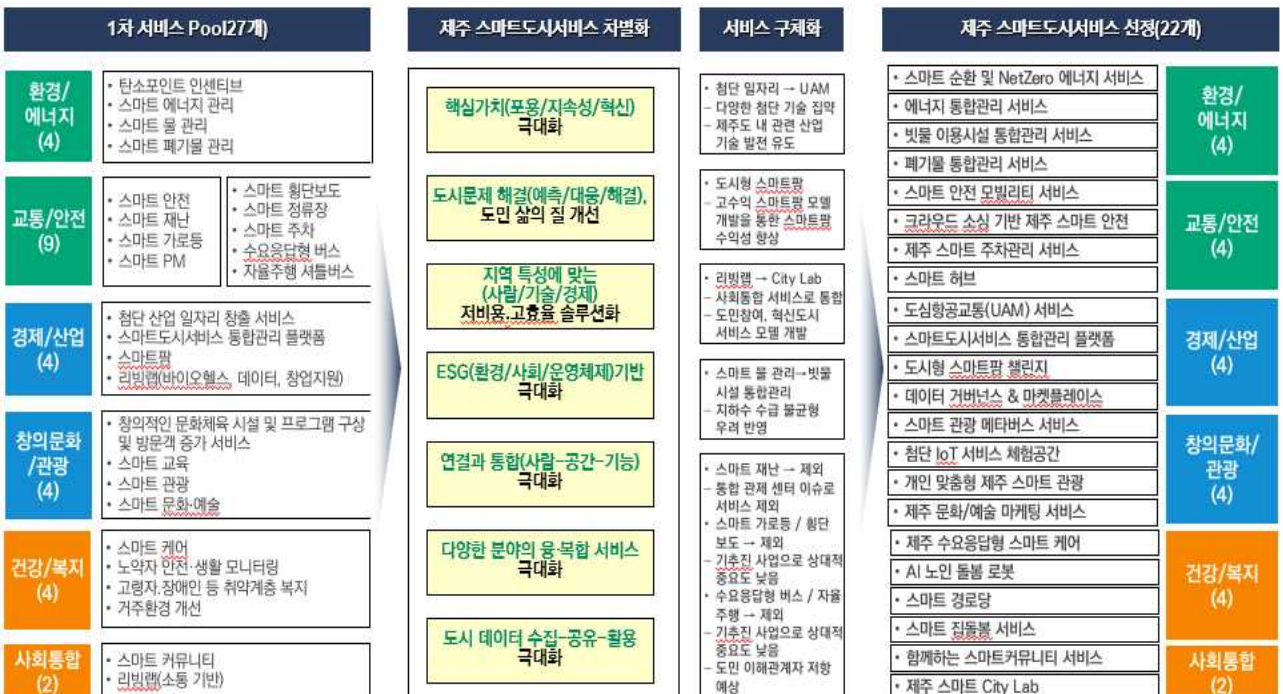 1차 서비스 Pool27개)
환경/
에너지
(4)
• 탄소포인트 인센티브
• 스마트 에너지 관리
• 스마트 물 관리
• 스마트 폐기물 관리
교통/안전
(9)
• 스마트 안전
• 스마트 재난
• 스마트 가로등
• 스마트 PM
• 스마트 횡단보도
• 스마트 정류장
• 스마트 주차
• 수요응답형 버스
• 자율주행 셔틀버스
경제/산업
(4)
• 첨단 산업 일자리 창출 서비스
• 스마트도시서비스 통합관리 플랫폼
• 스마트팜
• 리빙랩(바이오헬스, 데이터, 창업지원)
창의문화
/관광
(4)
• 창의적인 문화체육 시설 및 프로그램 구상
및 방문객 증가 서비스
• 스마트 교육
• 스마트 관광
• 스마트 문화·예술
건강/복지
(4)
• 스마트 케어
• 노약자 안전·생활 모니터링
• 고령자.장애인 등 취약계층 복지
• 거주환경 개선
사회통합
(2)
• 스마트 커뮤니티
• 리빙랩(소통 기반)
제주 스마트도시서비스 차별화
핵심가치(포용/지속성/혁신)
극대화
도시문제 해결(예측/대응/해결),
도민 삶의 질 개선
지역 특성에 맞는
(사람/기술/경제)
저비용.고효율 솔루션화
ESG(환경/사회/운영체제)기반
극대화
연결과 통합(사람-공간-기능)
극대화
다양한 분야의 융·복합 서비스
극대화
도시 데이터 수집-공유-활용
극대화
서비스 구체화
• 첨단 일자리 → UAM
– 다양한 첨단 기술 집약
– 제주도 내 관련 산업
기술 발전 유도
• 도시형 스마트팜
– 고수익 스마트팜 모델
개발을 통한 스마트팜
수익성 향상
• 리빙랩 → City Lab
– 사회통합 서비스로 통합
– 도민참여, 혁신도시
서비스 모델 개발
• 스마트 물 관리→빗물
시설 통합관리
– 지하수 수급 불균형
우려 반영
• 스마트 재난 → 제외
– 통합 관제 센터 이슈로
서비스 제외
• 스마트 가로등 / 횡단
보도 → 제외
– 기추진 사업으로 상대적
중요도 낮음
• 수요응답형 버스 / 자율
주행 → 제외
– 기추진 사업으로 상대적
중요도 낮음
– 도민 이해관계자 저항
예상
제주 스마트도시서비스 선정(22개)
• 스마트 순환 및 NetZero 에너지 서비스
• 에너지 통합관리 서비스
• 빗물 이용시설 통합관리 서비스
• 폐기물 통합관리 서비스
환경/
에너지
(4)
• 스마트 안전 모빌리티 서비스
• 크라우드 소싱 기반 제주 스마트 안전
• 제주 스마트 주차관리 서비스
• 스마트 허브
교통/안전
(4)
• 도심항공교통(UAM) 서비스
• 스마트도시서비스 통합관리 플랫폼
• 도시형 스마트팜 챌린지
• 데이터 거버넌스 & 마켓플레이스
경제/산업
(4)
• 스마트 관광 메타버스 서비스
• 첨단 IoT 서비스 체험공간
• 개인 맞춤형 제주 스마트 관광
• 제주 문화/예술 마케팅 서비스
창의문화/
관광
(4)
• 제주 수요응답형 스마트 케어
• AI 노인 돌봄 로봇
• 스마트 경로당
• 스마트 집돌봄 서비스
건강/복지
(4)
• 함께하는 스마트커뮤니티 서비스
• 제주 스마트 City Lab
사회통합
(2)